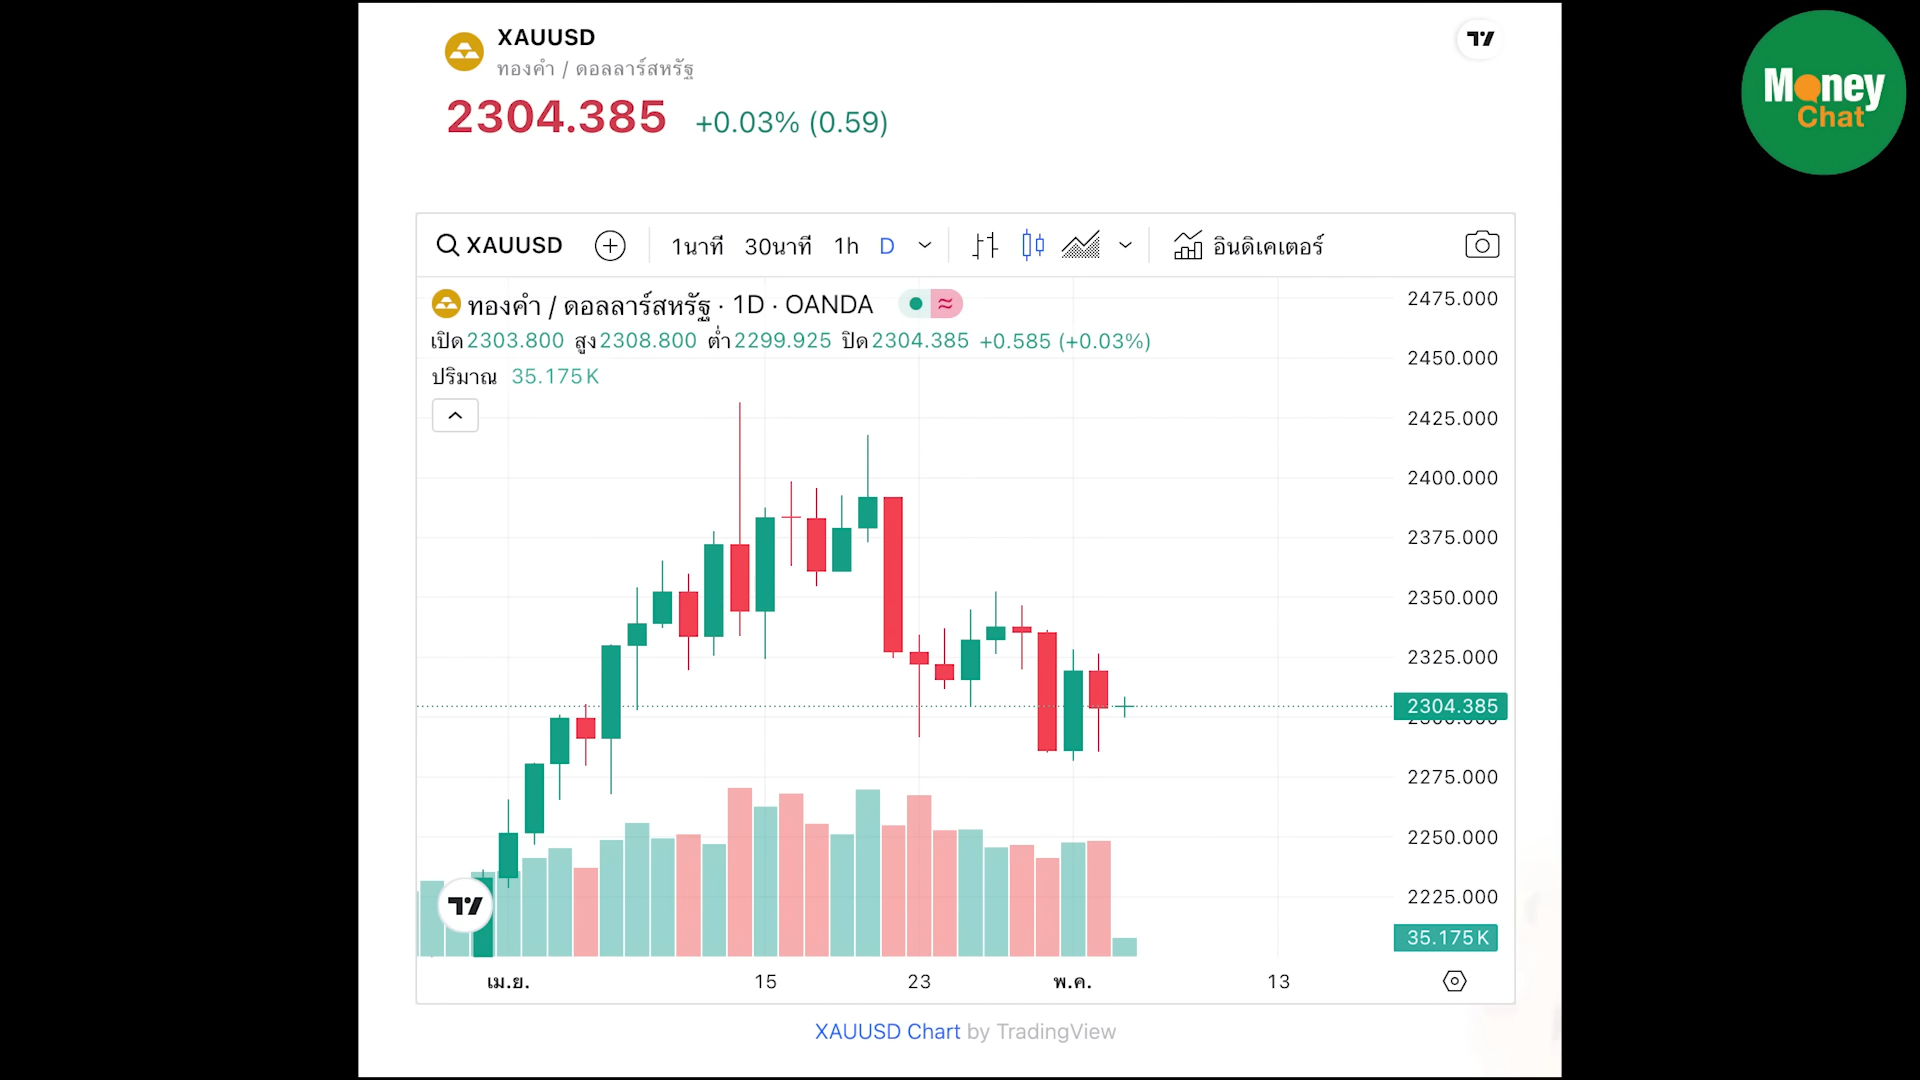 XAUUSD
ทองคำ / ดอลลาร์สหรัฐ
2304.385 +0.03% (0.59)
Money
Chat
XAUUSD 1นาที 30นาที 1h D อินดิเคเตอร์
ทองคำ / ดอลลาร์สหรัฐ · 1D · OANDA
เปิด2303.800 สูง2308.800 ต่ำ2299.925 ปิด2304.385 +0.585 (+0.03%)
ปริมาณ 35.175K
2475.000
2450.000
2425.000
2400.000
2375.000
2350.000
2325.000
2304.385
2300.000
2275.000
2250.000
2225.000
35.175K
เม.ย. 15 23 พ.ค. 13
XAUUSD Chart by TradingView